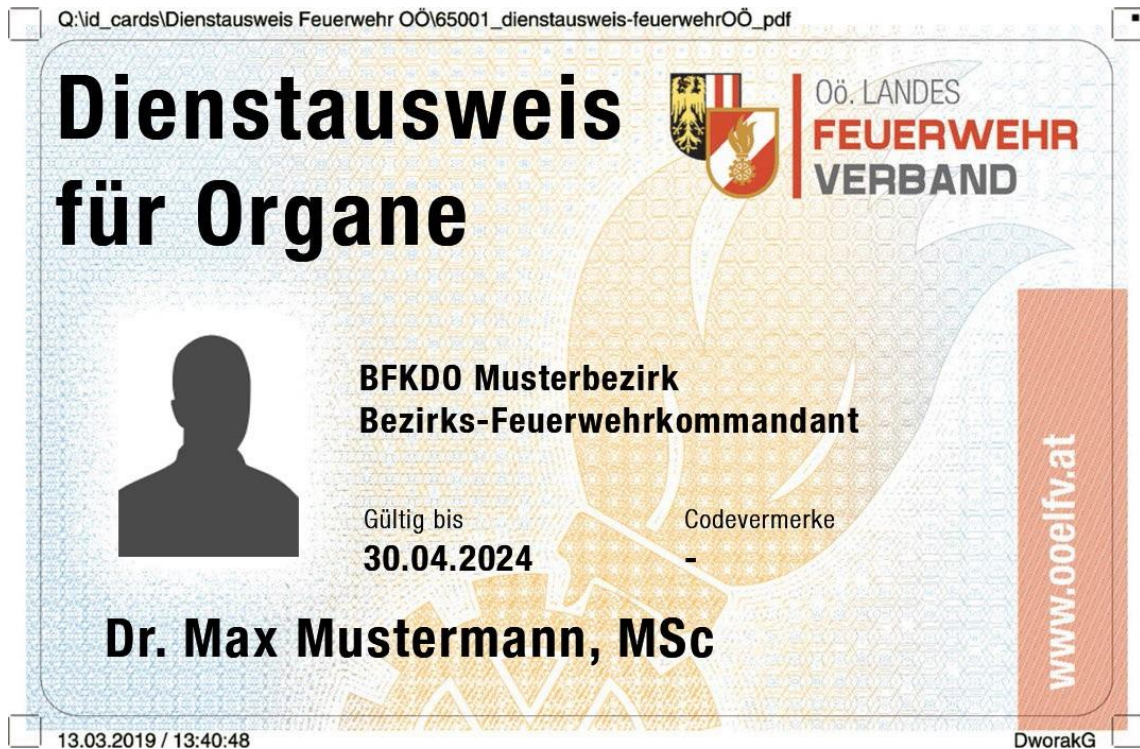 Q:\id_cards\Dienstausweis Feuerwehr OÖ\65001_dienstausweis-feuerwehrOÖ_pdf
Dienstausweis
für Organe
Oö. LANDES
FEUERWEHR
VERBAND
BFKDO Musterbezirk
Bezirks-Feuerwehrkommandant
Gültig bis
Codevermerke
30.04.2024
-
Dr. Max Mustermann, MSc
www.ooelfv.at
13.03.2019 / 13:40:48
DworakG